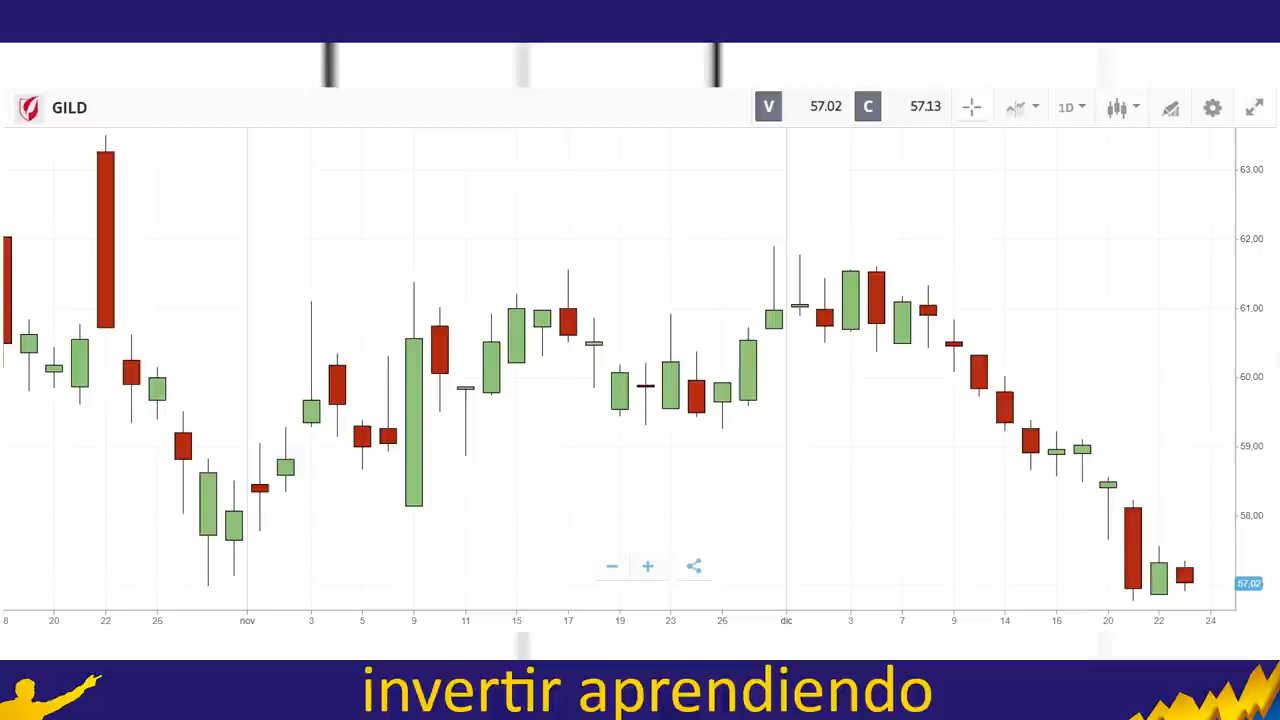 GILD V 57.02 C 57.13 1D
63,00
62,00
61,00
60,00
59,00
58,00
57,02
8 20 22 26 nov 3 5 9 11 15 17 19 23 26 dic 3 7 9 14 16 20 22 24
invertir aprendiendo